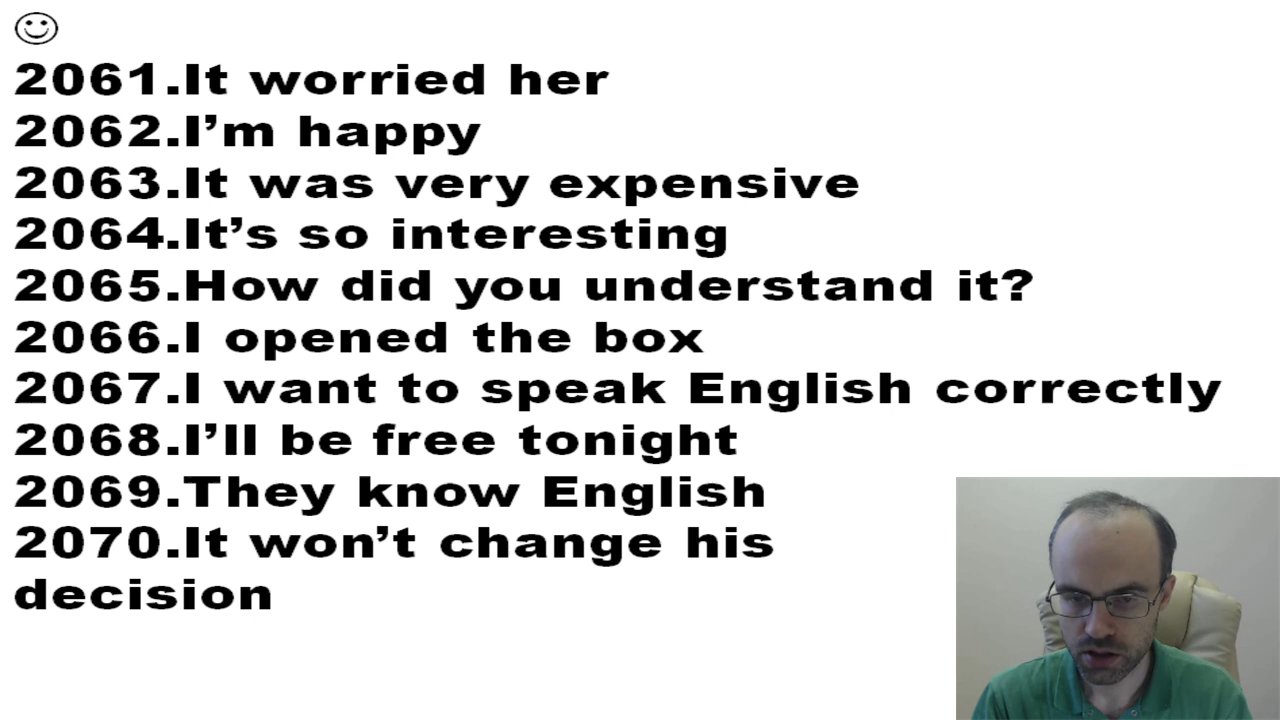 2061.It worried her
2062.I’m happy
2063.It was very expensive
2064.It’s so interesting
2065.How did you understand it?
2066.I opened the box
2067.I want to speak English correctly
2068.I’ll be free tonight
2069.They know English
2070.It won’t change his
decision